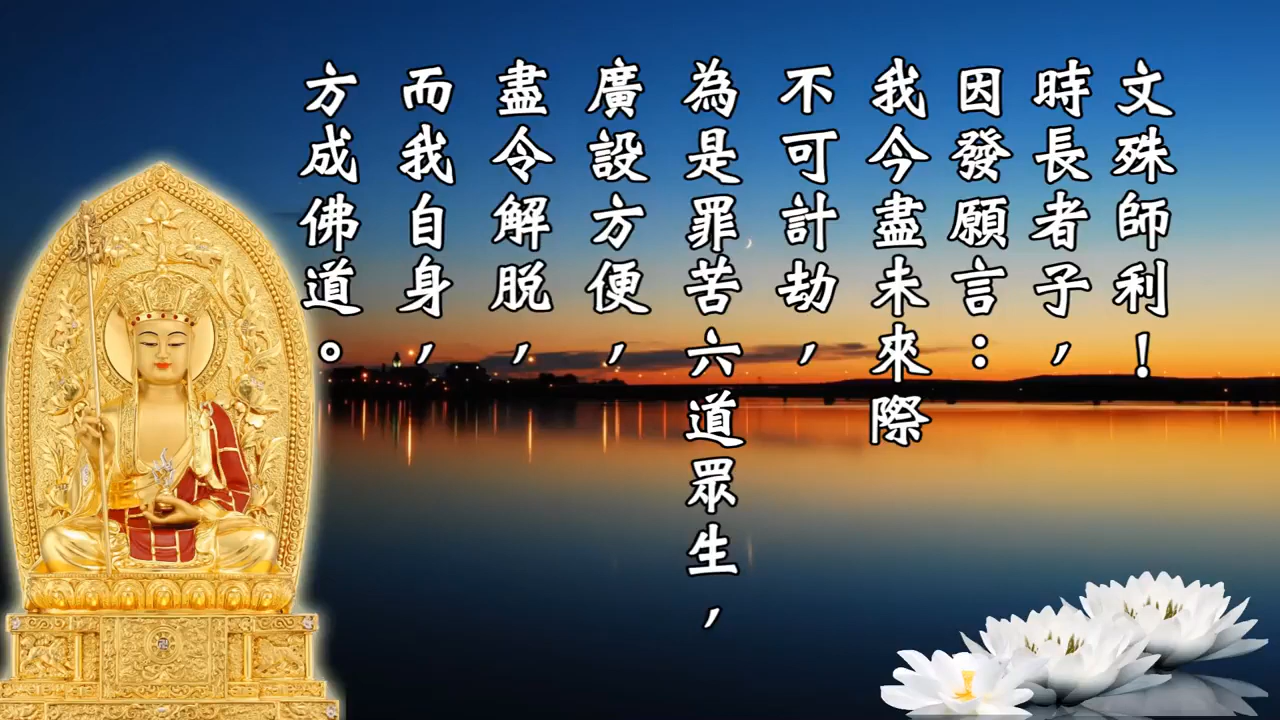 文殊師利！
時長者子，
因發願言：
我今盡未來際
不可計劫，
為是罪苦六道眾生，
廣設方便，
盡令解脫，
而我自身，
方成佛道。